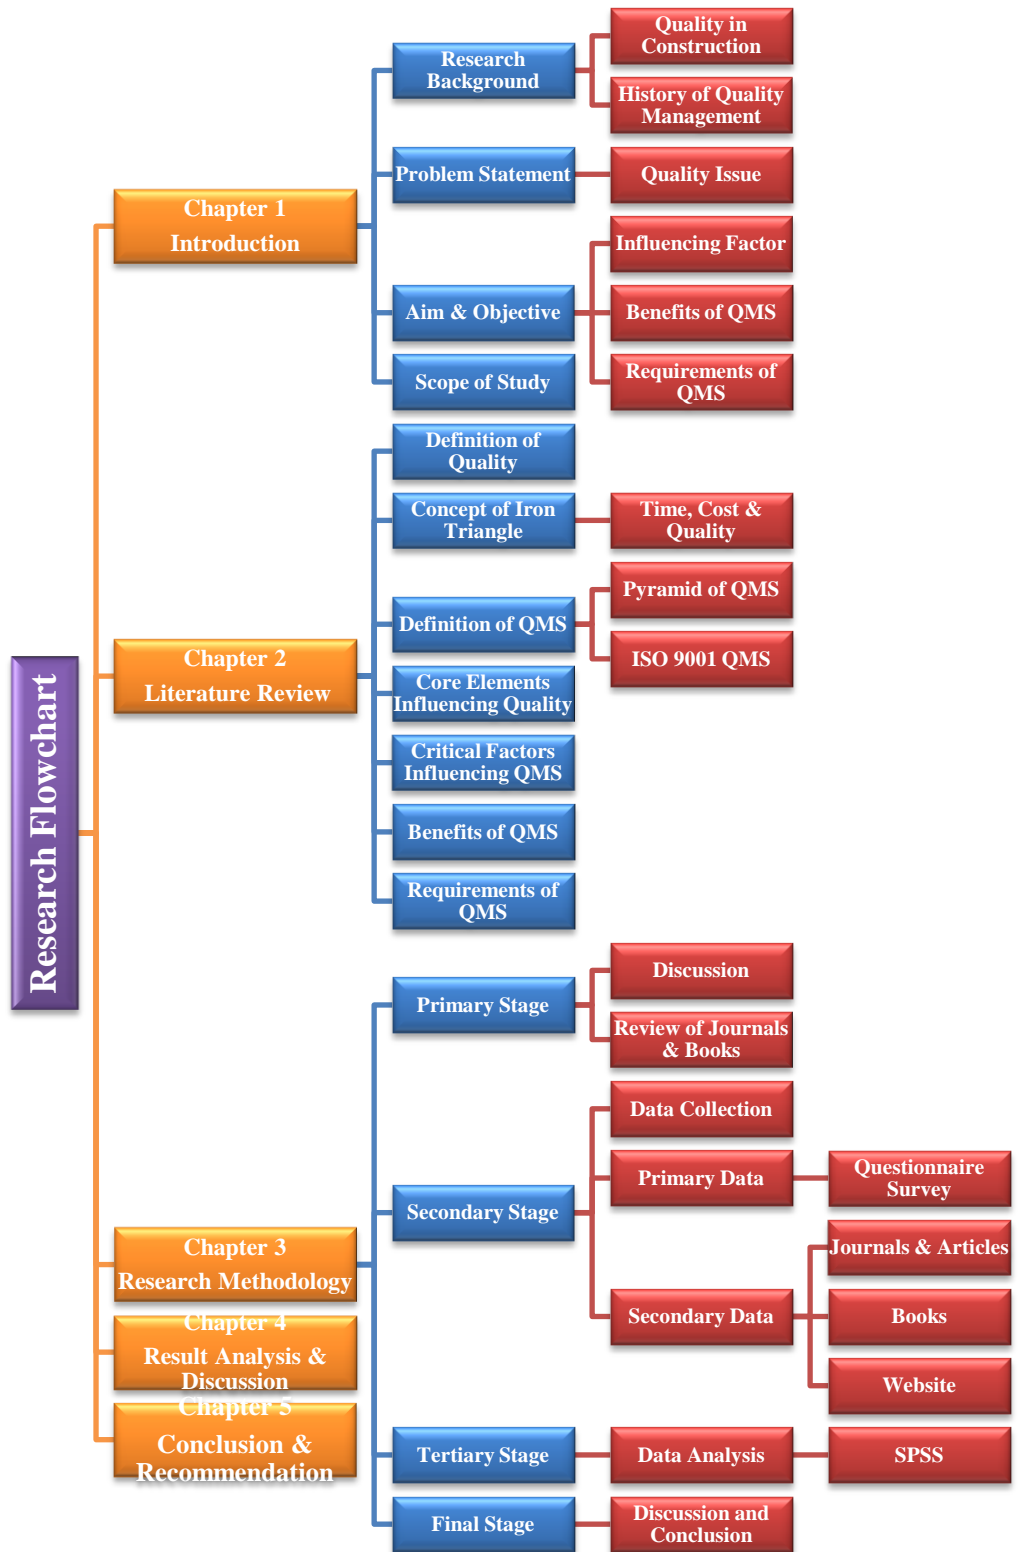 Research Flowchart
Chapter 1
Introduction
Research
Background
Quality in
Construction
History of Quality
Management
Problem Statement
Quality Issue
Aim & Objective
Influencing Factor
Benefits of QMS
Requirements of
QMS
Scope of Study
Chapter 2
Literature Review
Definition of
Quality
Concept of Iron
Triangle
Time, Cost &
Quality
Definition of QMS
Pyramid of QMS
ISO 9001 QMS
Core Elements
Influencing Quality
Critical Factors
Influencing QMS
Benefits of QMS
Requirements of
QMS
Chapter 3
Research Methodology
Primary Stage
Discussion
Review of Journals
& Books
Secondary Stage
Data Collection
Primary Data
Questionnaire
Survey
Secondary Data
Journals & Articles
Books
Website
Tertiary Stage
Data Analysis
SPSS
Final Stage
Discussion and
Conclusion
Chapter 4
Result Analysis &
Discussion
Chapter 5
Conclusion &
Recommendation